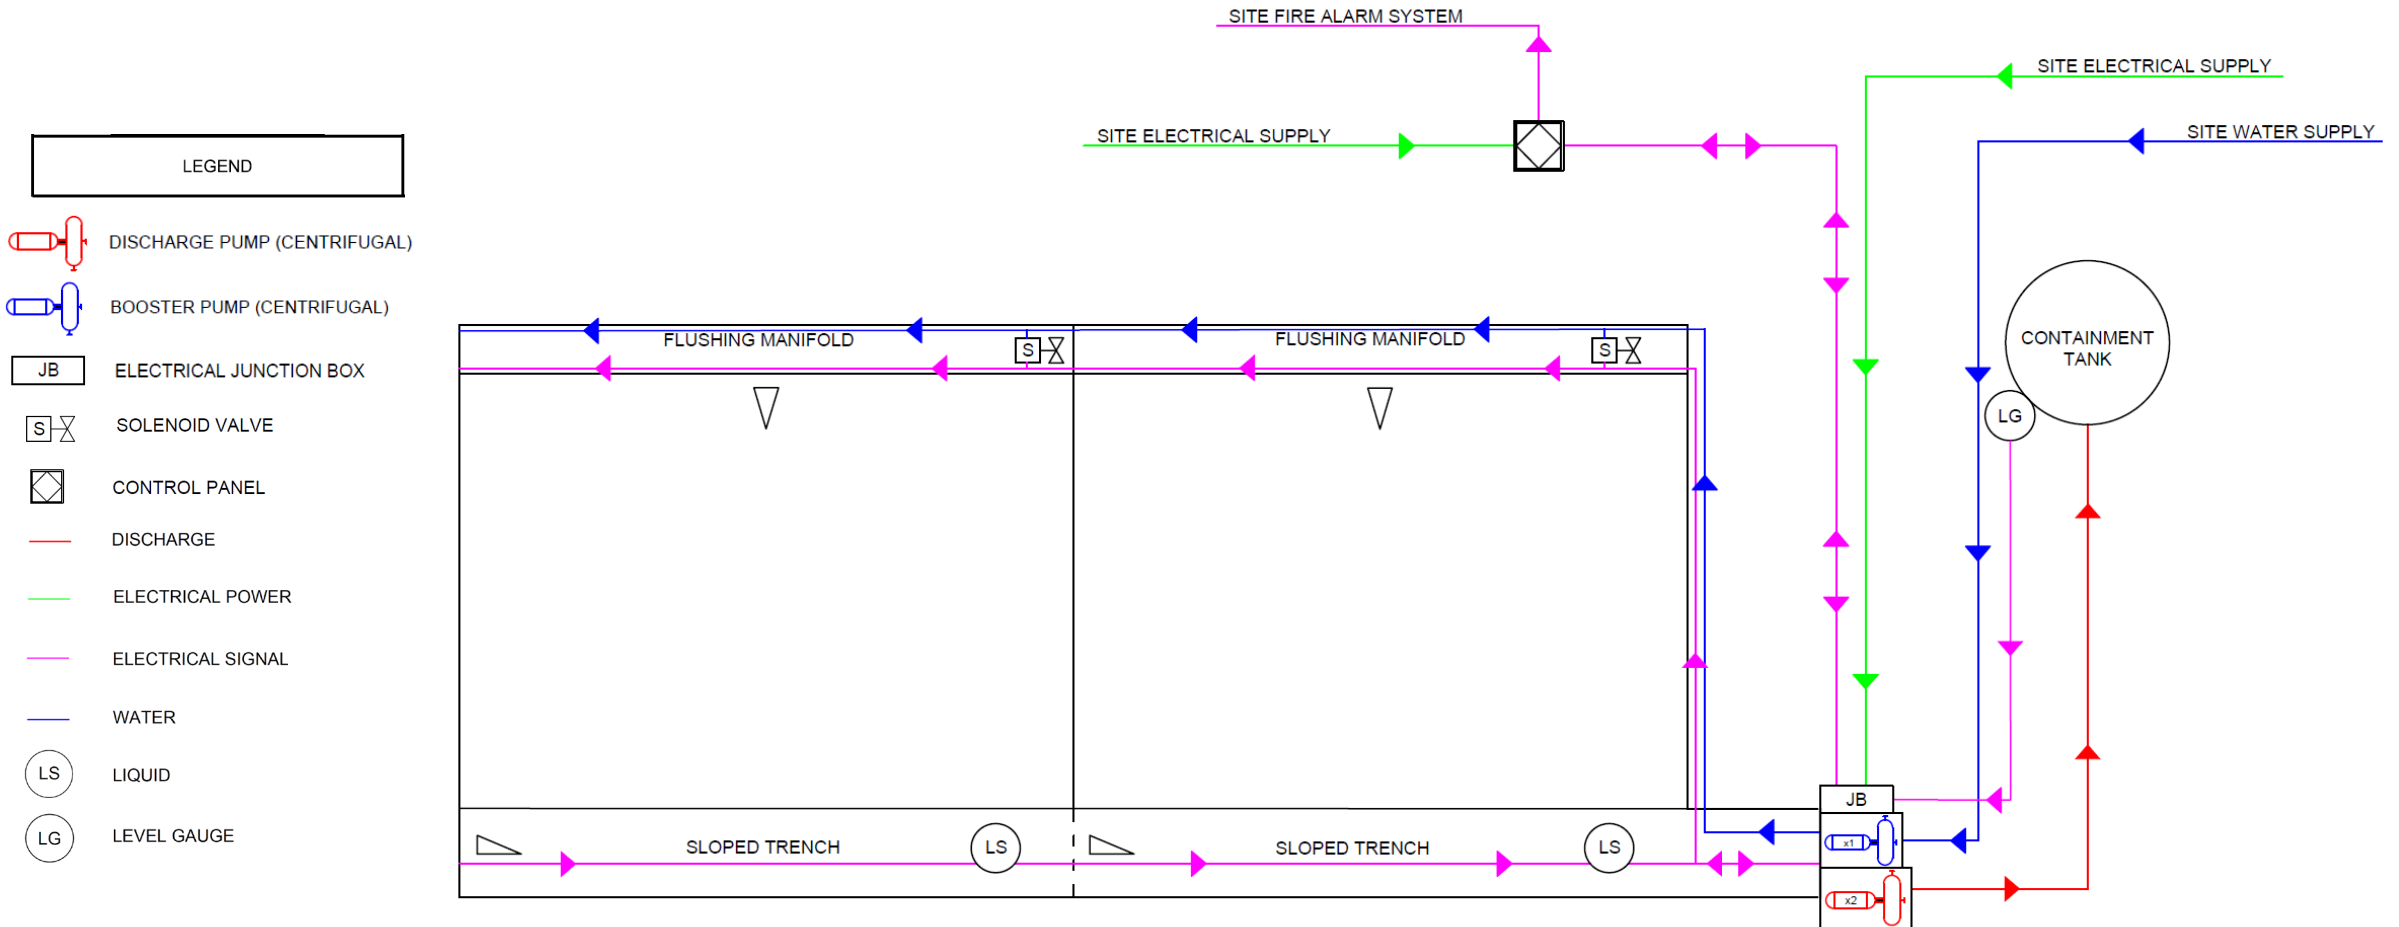 SITE FIRE ALARM SYSTEM
SITE ELECTRICAL SUPPLY
SITE ELECTRICAL SUPPLY
SITE WATER SUPPLY
LEGEND
DISCHARGE PUMP (CENTRIFUGAL)
BOOSTER PUMP (CENTRIFUGAL)
JB
ELECTRICAL JUNCTION BOX
S
SOLENOID VALVE
CONTROL PANEL
DISCHARGE
ELECTRICAL POWER
ELECTRICAL SIGNAL
WATER
LS
LIQUID
LG
LEVEL GAUGE
FLUSHING MANIFOLD
S
FLUSHING MANIFOLD
S
CONTAINMENT
TANK
LG
SLOPED TRENCH
LS
SLOPED TRENCH
LS
JB
x1
x2